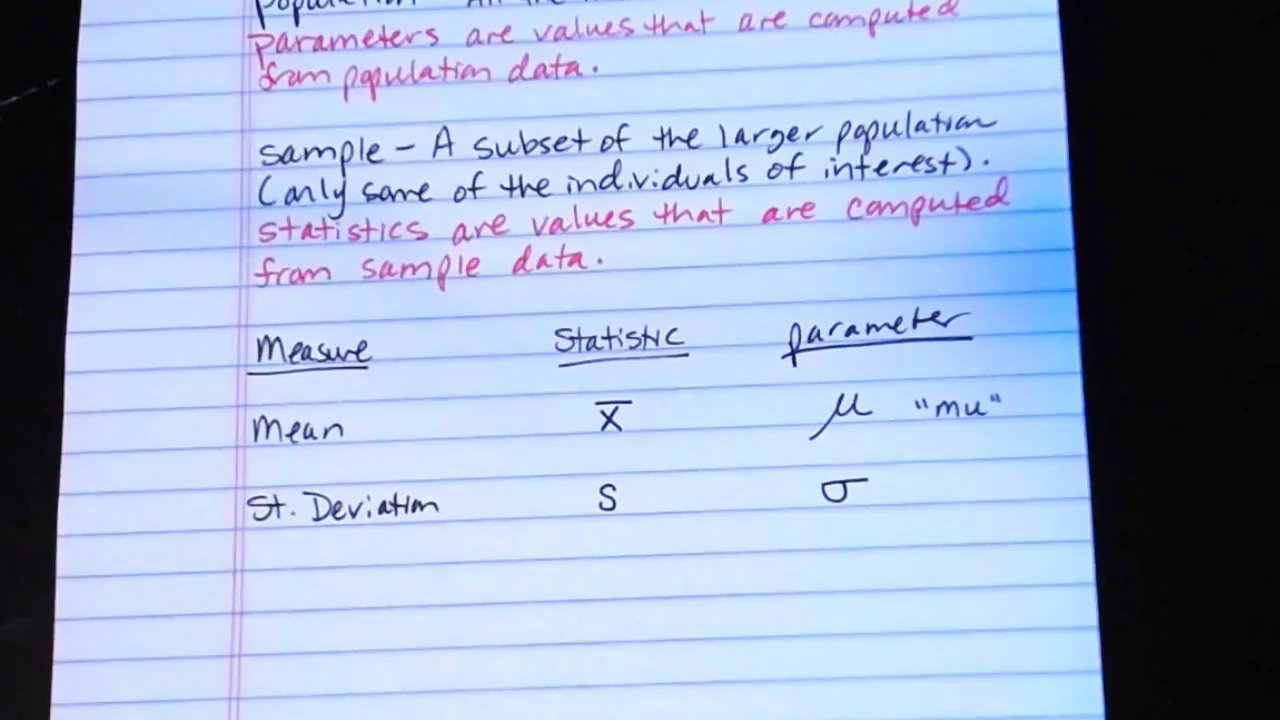 population
parameters are values that are computed
from population data.
sample - A subset of the larger population
(only some of the individuals of interest).
statistics are values that are computed
from sample data.
Measure Statistic parameter
Mean x̄ μ "mu"
St. Deviation S σ